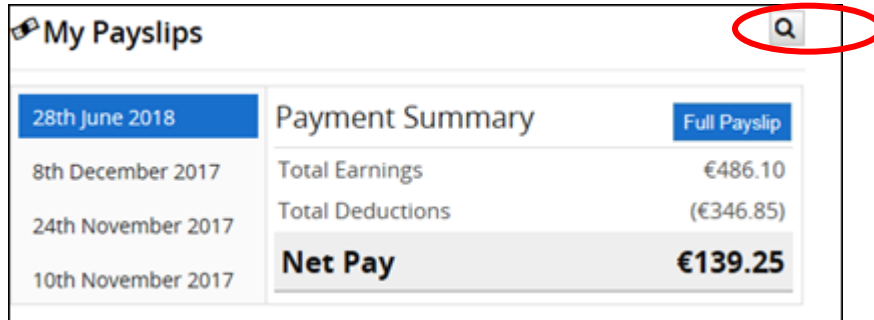 My Payslips
28th June 2018
8th December 2017
24th November 2017
10th November 2017
Payment Summary Full Payslip
Total Earnings €486.10
Total Deductions (€346.85)
Net Pay €139.25